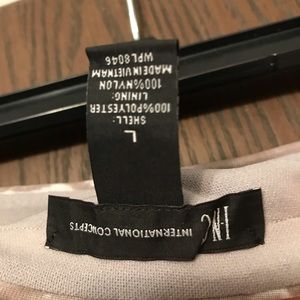 L
SHELL:
100%POLYESTER
LINING:
100%NYLON
MADE IN VIETNAM
WPL8046
INC
INTERNATIONAL CONCEPTS